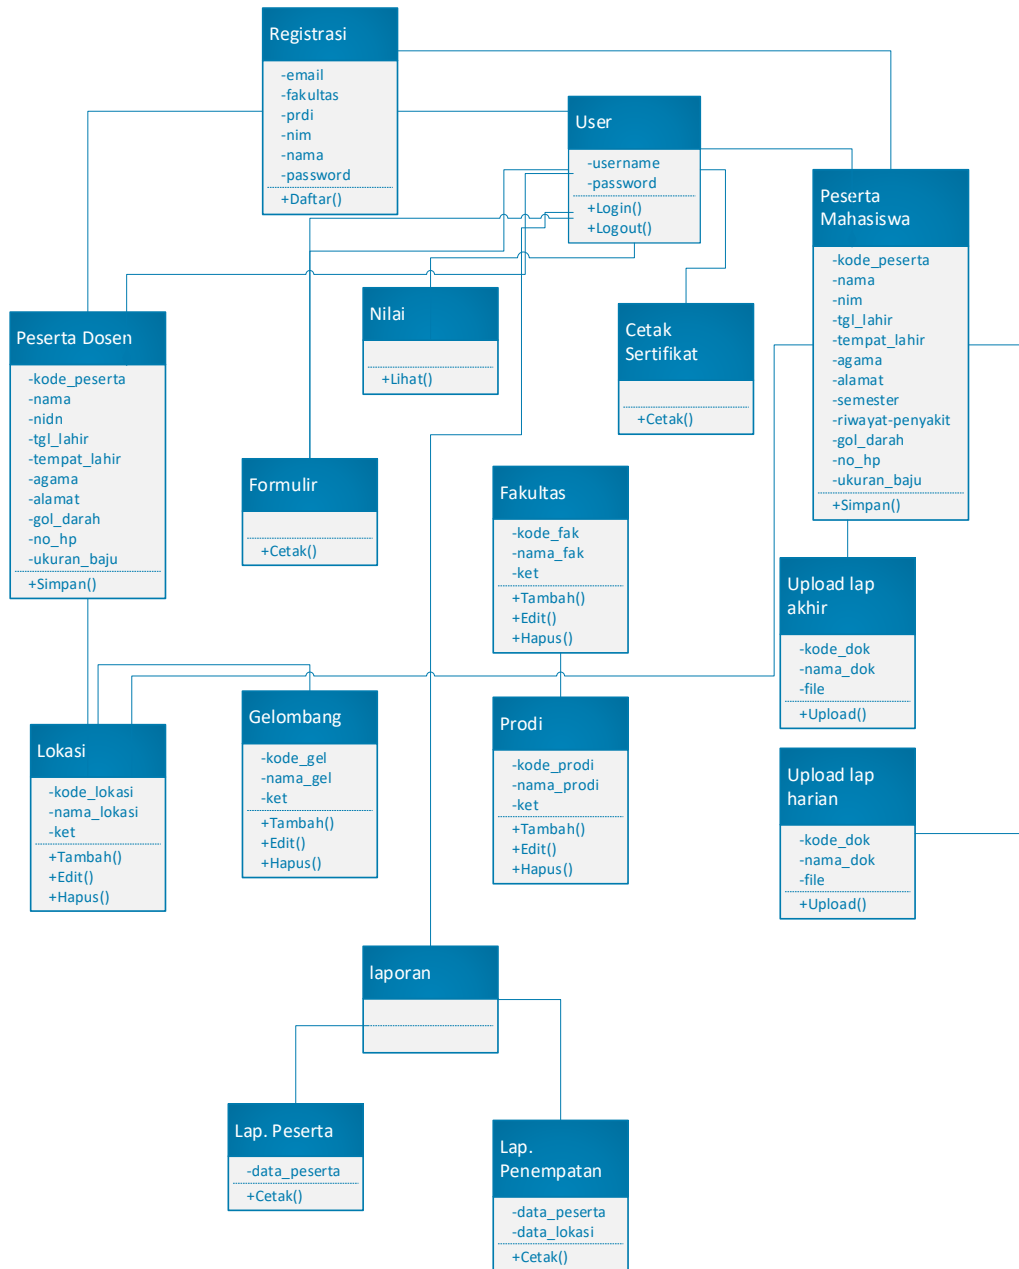 Registrasi
-email
-fakultas
-prdi
-nim
-nama
-password
+Daftar()
User
-username
-password
+Login()
+Logout()
Peserta
Mahasiswa
-kode_peserta
-nama
-nim
-tgl_lahir
-tempat_lahir
-agama
-alamat
-semester
-riwayat-penyakit
-gol_darah
-no_hp
-ukuran_baju
+Simpan()
Peserta Dosen
-kode_peserta
-nama
-nidn
-tgl_lahir
-tempat_lahir
-agama
-alamat
-gol_darah
-no_hp
-ukuran_baju
+Simpan()
Nilai
+Lihat()
Cetak
Sertifikat
+Cetak()
Formulir
+Cetak()
Fakultas
-kode_fak
-nama_fak
-ket
+Tambah()
+Edit()
+Hapus()
Upload lap
akhir
-kode_dok
-nama_dok
-file
+Upload()
Lokasi
-kode_lokasi
-nama_lokasi
-ket
+Tambah()
+Edit()
+Hapus()
Gelombang
-kode_gel
-nama_gel
-ket
+Tambah()
+Edit()
+Hapus()
Prodi
-kode_prodi
-nama_prodi
-ket
+Tambah()
+Edit()
+Hapus()
Upload lap
harian
-kode_dok
-nama_dok
-file
+Upload()
laporan
Lap. Peserta
-data_peserta
+Cetak()
Lap.
Penempatan
-data_peserta
-data_lokasi
+Cetak()